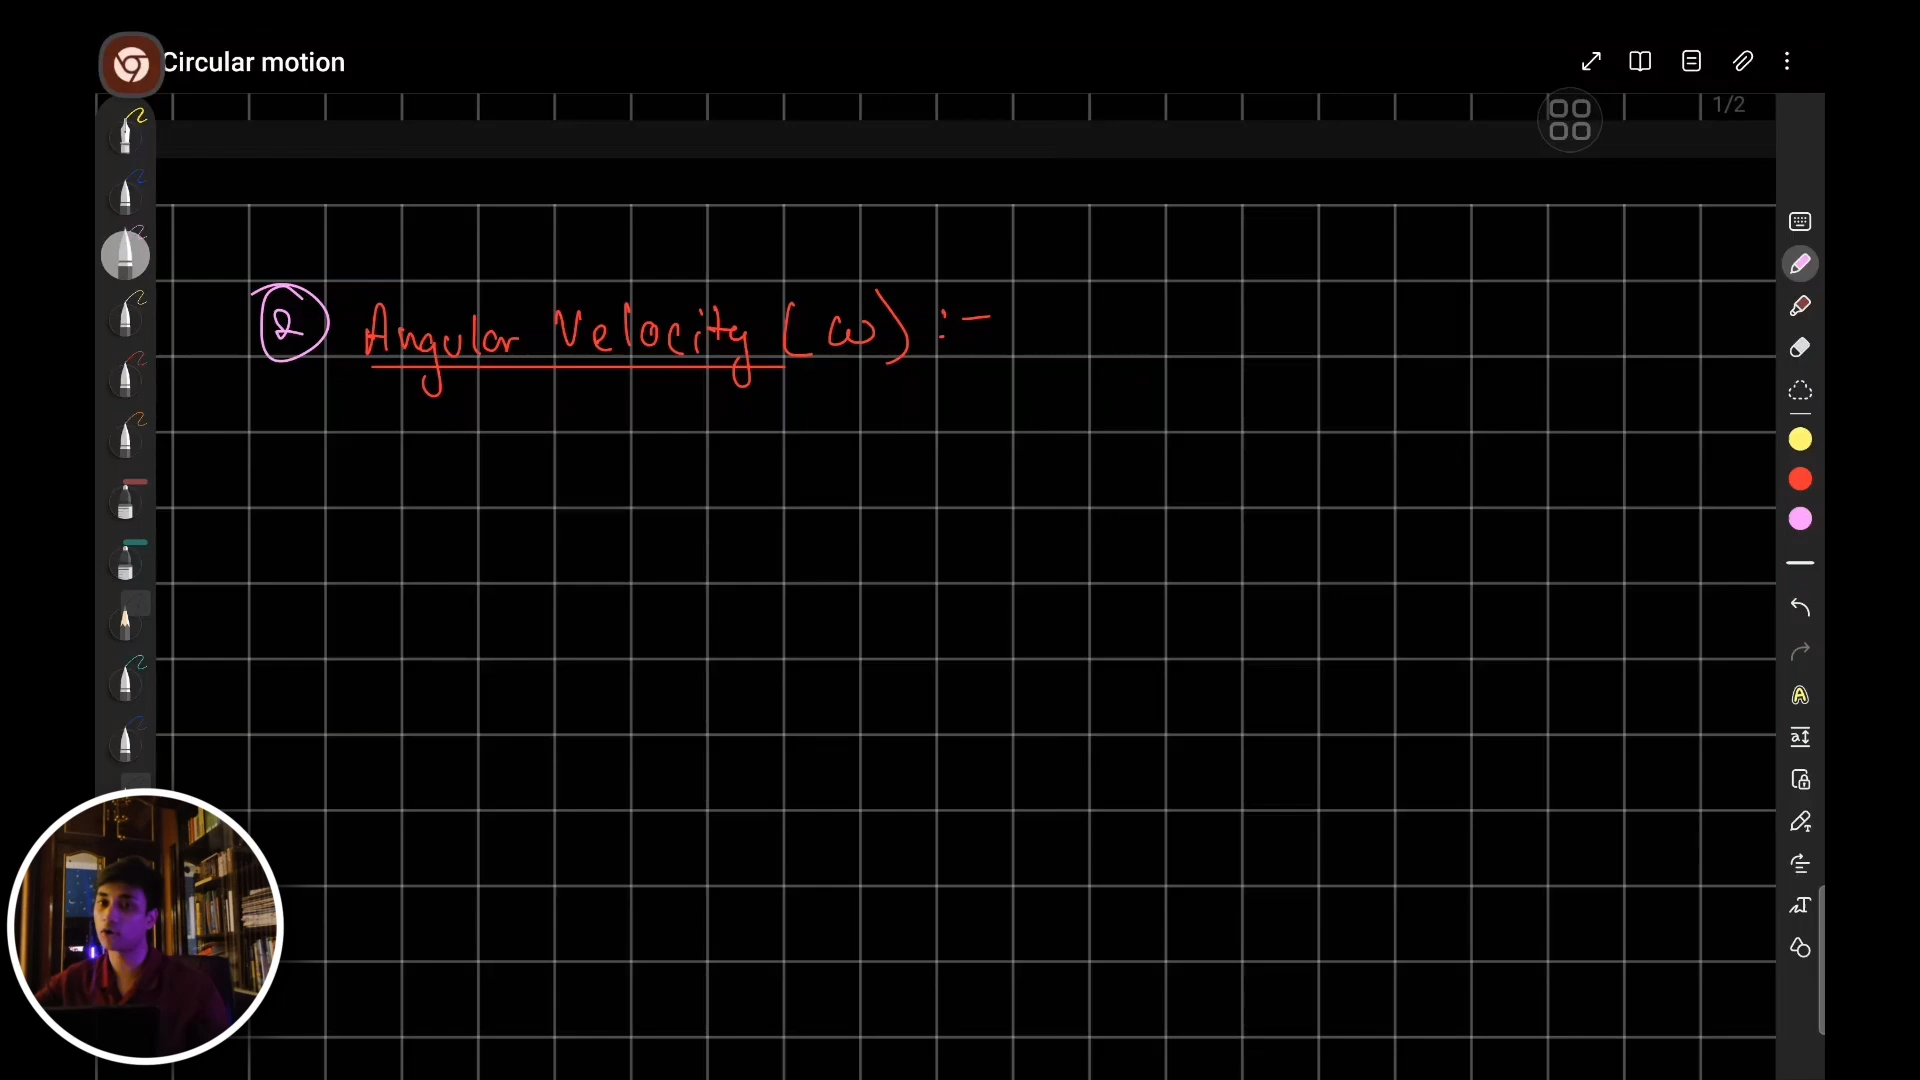 Circular motion
1/2
2 Angular Velocity (ω) :-